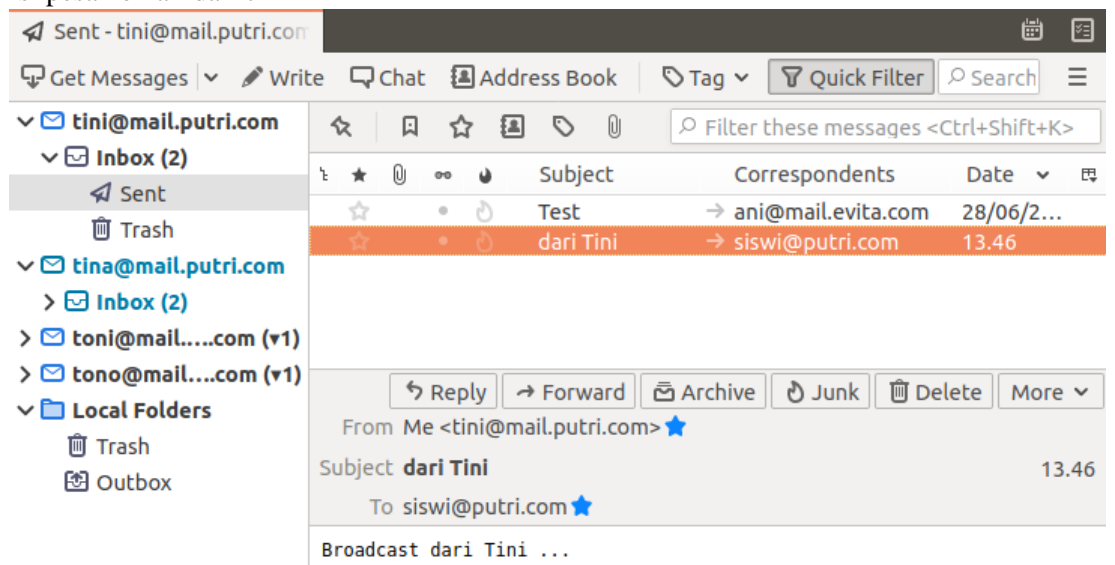 Sent - tini@mail.putri.com
Get Messages Write Chat Address Book Tag Quick Filter Search
tini@mail.putri.com
Inbox (2)
Sent
Trash
tina@mail.putri.com
Inbox (2)
toni@mail.….com (▾1)
tono@mail….com (▾1)
Local Folders
Trash
Outbox
Filter these messages <Ctrl+Shift+K>
Subject Correspondents Date
Test → ani@mail.evita.com 28/06/2...
dari Tini → siswi@putri.com 13.46
Reply Forward Archive Junk Delete More
From Me <tini@mail.putri.com>
Subject dari Tini 13.46
To siswi@putri.com
Broadcast dari Tini ...